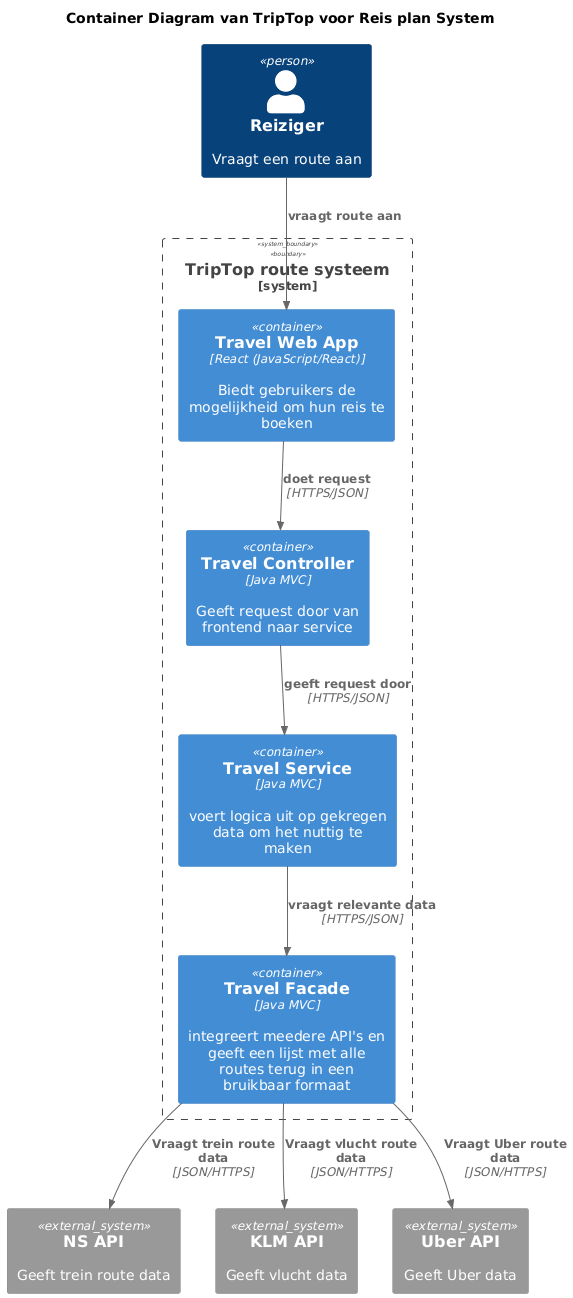 Container Diagram van TripTop voor Reis plan System
«person»
Reiziger
Vraagt een route aan
vraagt route aan
«system_boundary»
«boundary»
TripTop route systeem
[system]
«container»
Travel Web App
[React (JavaScript/React)]
Biedt gebruikers de
mogelijkheid om hun reis te
boeken
doet request
[HTTPS/JSON]
«container»
Travel Controller
[Java MVC]
Geeft request door van
frontend naar service
geeft request door
[HTTPS/JSON]
«container»
Travel Service
[Java MVC]
voert logica uit op gekregen
data om het nuttig te
maken
vraagt relevante data
[HTTPS/JSON]
«container»
Travel Facade
[Java MVC]
integreert meedere API's en
geeft een lijst met alle
routes terug in een
bruikbaar formaat
Vraagt trein route
data
[JSON/HTTPS]
Vraagt vlucht route
data
[JSON/HTTPS]
Vraagt Uber route
data
[JSON/HTTPS]
«external_system»
NS API
Geeft trein route data
«external_system»
KLM API
Geeft vlucht data
«external_system»
Uber API
Geeft Uber data